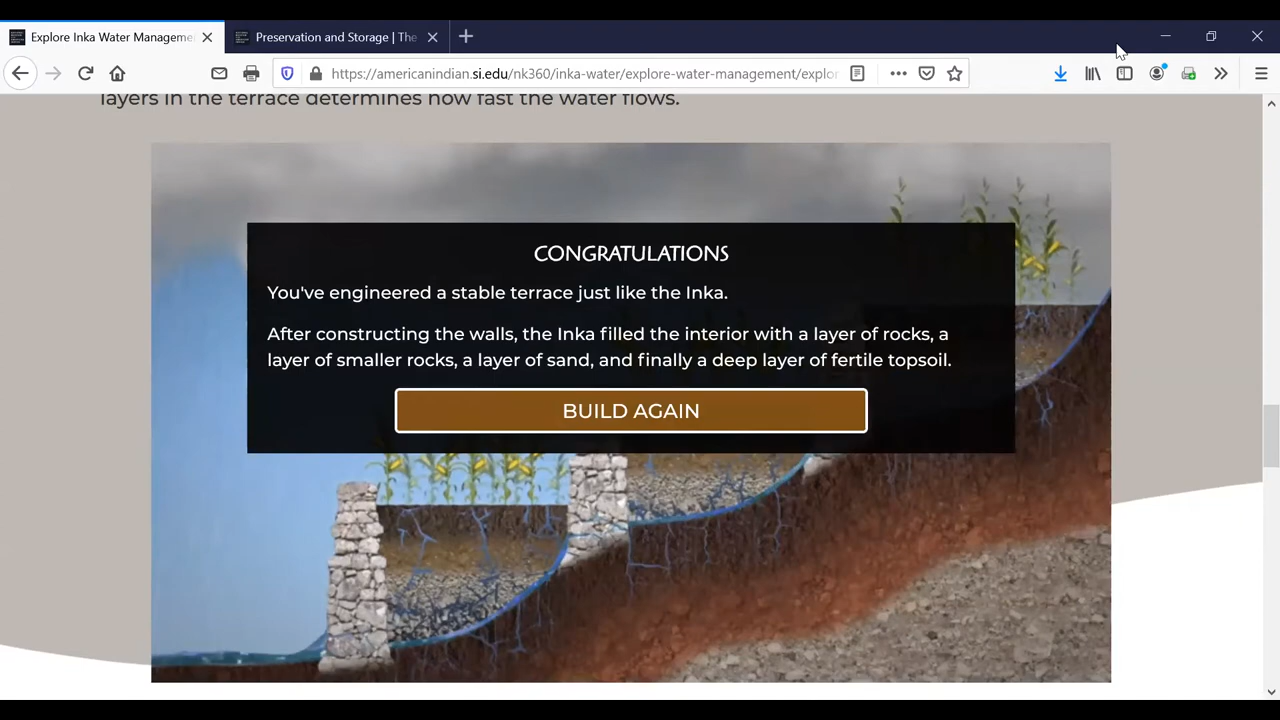 Explore Inka Water Manageme
Preservation and Storage | The
https://americanindian.si.edu/nk360/inka-water/explore-water-management/explo
layers in the terrace determines how fast the water flows.
CONGRATULATIONS
You've engineered a stable terrace just like the Inka.
After constructing the walls, the Inka filled the interior with a layer of rocks, a
layer of smaller rocks, a layer of sand, and finally a deep layer of fertile topsoil.
BUILD AGAIN